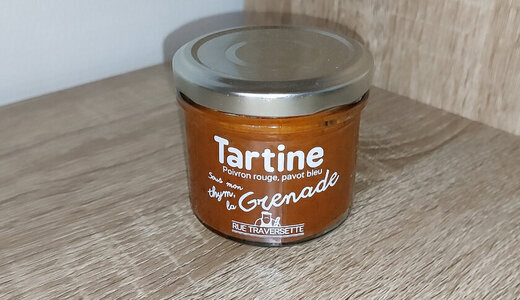 Tartine
Poivron rouge, pavot bleu
Sous mon
thym,
la Grenade
RUE TRAVERSETTE